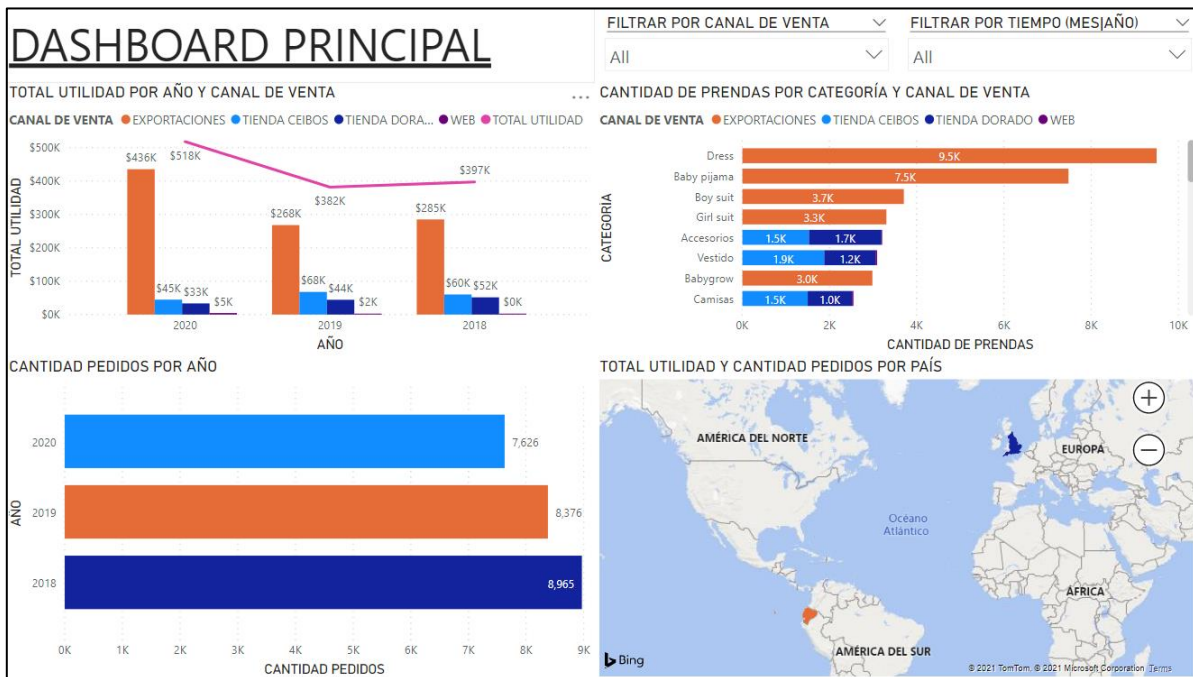 DASHBOARD PRINCIPAL
FILTRAR POR CANAL DE VENTA
All
FILTRAR POR TIEMPO (MES|AÑO)
All
TOTAL UTILIDAD POR AÑO Y CANAL DE VENTA
...
CANAL DE VENTA EXPORTACIONES TIENDA CEIBOS TIENDA DORA... WEB TOTAL UTILIDAD
TOTAL UTILIDAD
$500K
$400K
$300K
$200K
$100K
$0K
$436K
$518K
$45K
$33K
$5K
$268K
$382K
$68K
$44K
$2K
$285K
$397K
$60K
$52K
$0K
2020 2019 2018
AÑO
CANTIDAD DE PRENDAS POR CATEGORÍA Y CANAL DE VENTA
CANAL DE VENTA EXPORTACIONES TIENDA CEIBOS TIENDA DORADO WEB
CATEGORÍA
Dress 9.5K
Baby pijama 7.5K
Boy suit 3.7K
Girl suit 3.3K
Accesorios 1.5K 1.7K
Vestido 1.9K 1.2K
Babygrow 3.0K
Camisas 1.5K 1.0K
0K 2K 4K 6K 8K 10K
CANTIDAD DE PRENDAS
CANTIDAD PEDIDOS POR AÑO
AÑO
2020 7,626
2019 8,376
2018 8,965
0K 1K 2K 3K 4K 5K 6K 7K 8K 9K
CANTIDAD PEDIDOS
TOTAL UTILIDAD Y CANTIDAD PEDIDOS POR PAÍS
AMÉRICA DEL NORTE
EUROPA
Océano
Atlántico
ÁFRICA
AMÉRICA DEL SUR
Bing
© 2021 TomTom, © 2021 Microsoft Corporation Terms